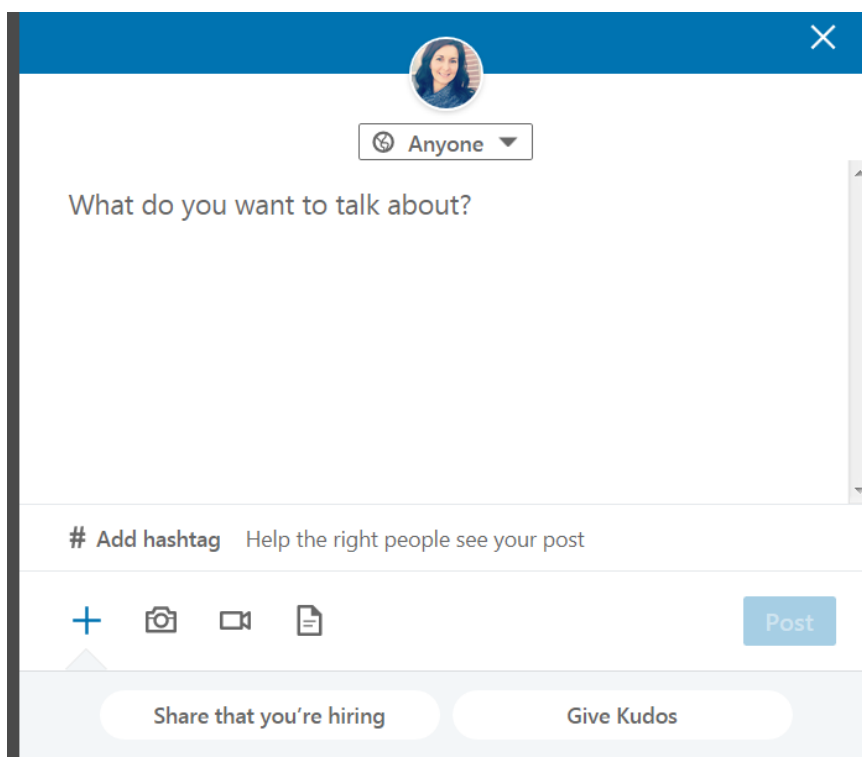 Anyone
What do you want to talk about?
# Add hashtag Help the right people see your post
Post
Share that you’re hiring Give Kudos